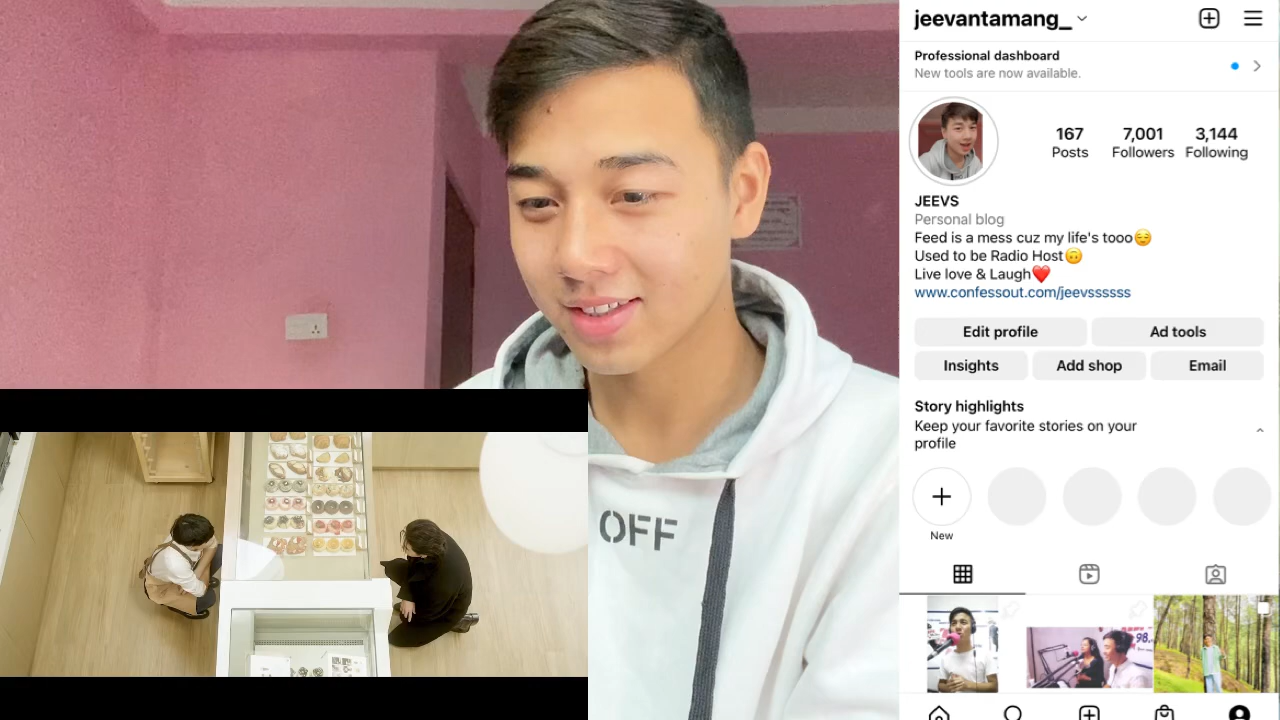 jeevantamang_
Professional dashboard
New tools are now available.
167
Posts
7,001
Followers
3,144
Following
JEEVS
Personal blog
Feed is a mess cuz my life's tooo😌
Used to be Radio Host🙃
Live love & Laugh❤️
www.confessout.com/jeevssssss
Edit profile
Ad tools
Insights
Add shop
Email
Story highlights
Keep your favorite stories on your
profile
New
98.
OFF